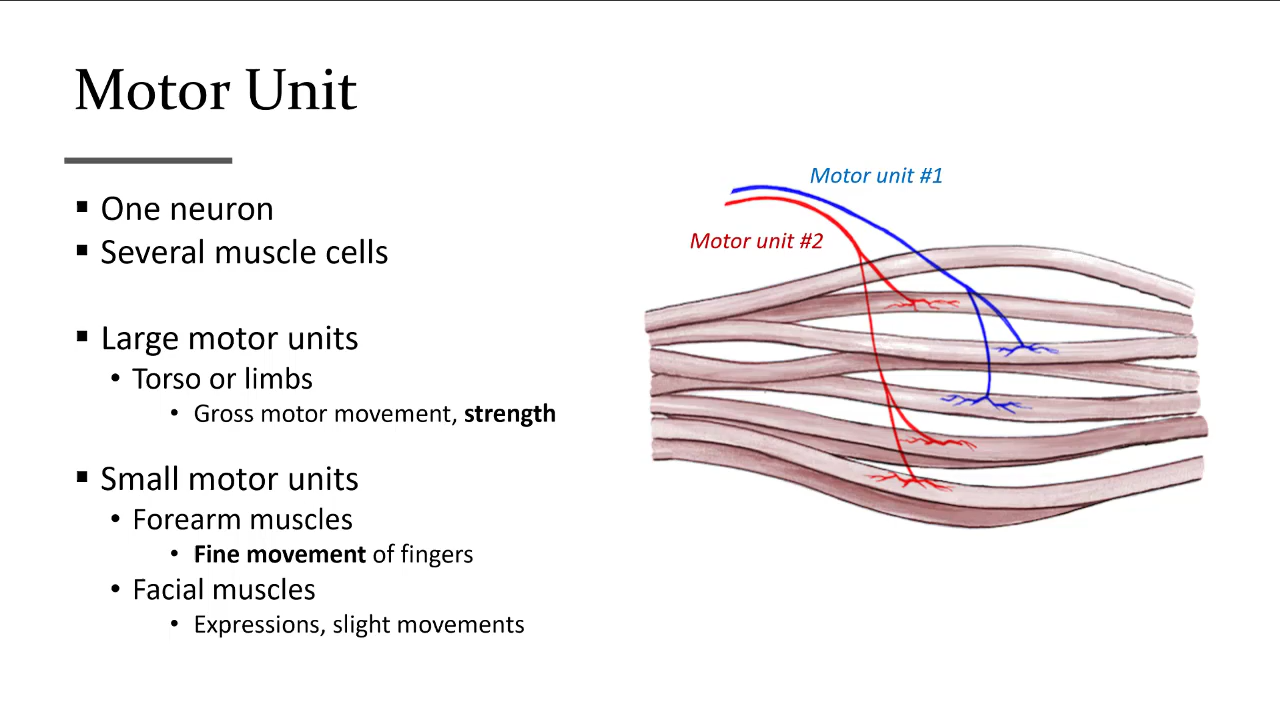 Motor Unit
▪ One neuron
▪ Several muscle cells
▪ Large motor units
• Torso or limbs
• Gross motor movement, strength
▪ Small motor units
• Forearm muscles
• Fine movement of fingers
• Facial muscles
• Expressions, slight movements
Motor unit #1
Motor unit #2